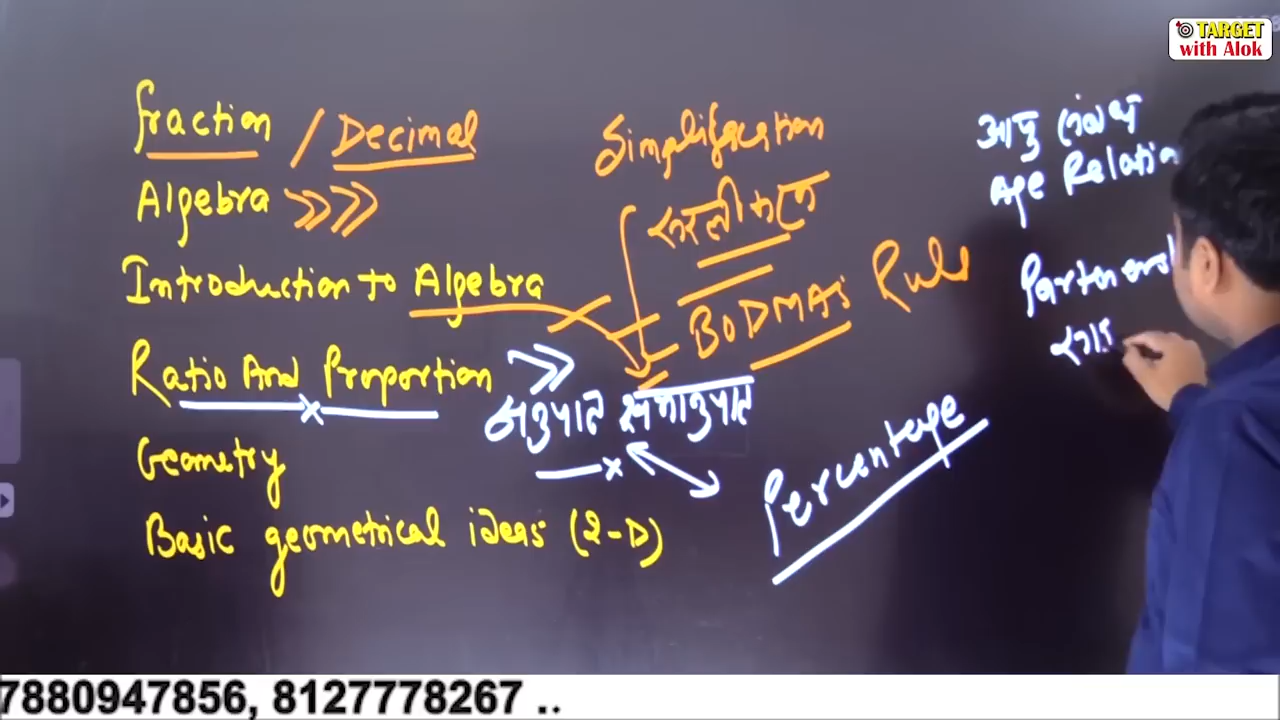 TARGET
with Alok
fraction / Decimal
Algebra
Introduction to Algebra
Ratio And Proportion
अनुपात समानुपात
Geometry
Basic geometrical ideas (2-D)
Simplification
सरलीकरण
BODMAS Rule
Percentage
आयु संबंध
Age Relation
Partener
7880947856, 8127778267 ..